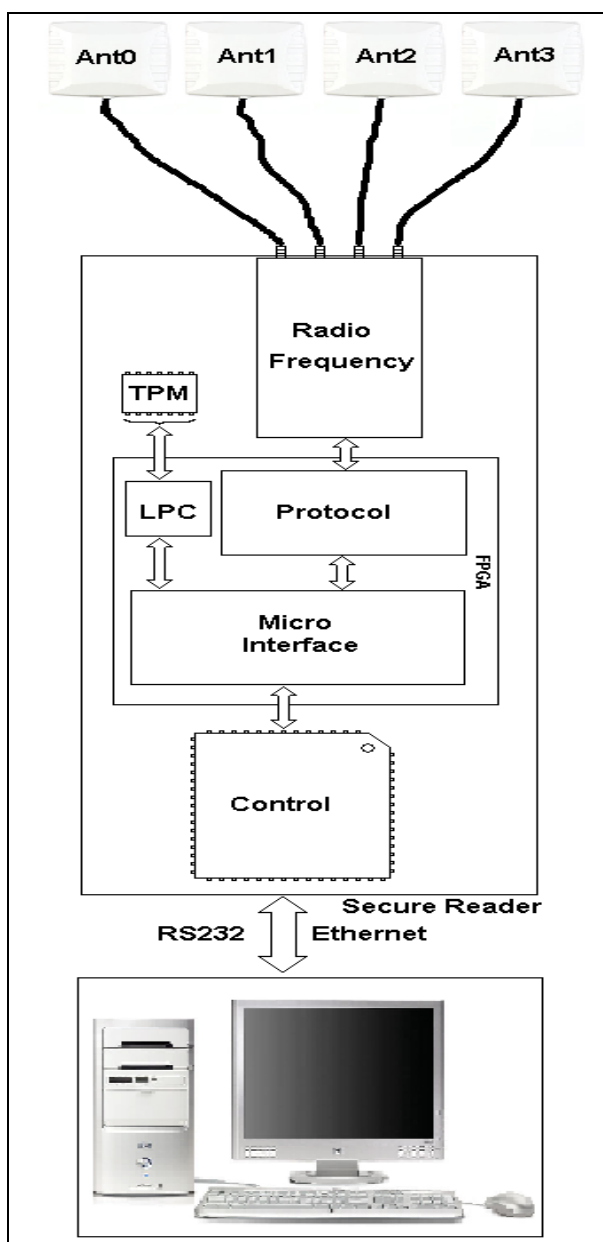 Ant0 Ant1 Ant2 Ant3
Radio
Frequency
TPM
LPC
Protocol
FPGA
Micro
Interface
Control
Secure Reader
RS232 Ethernet